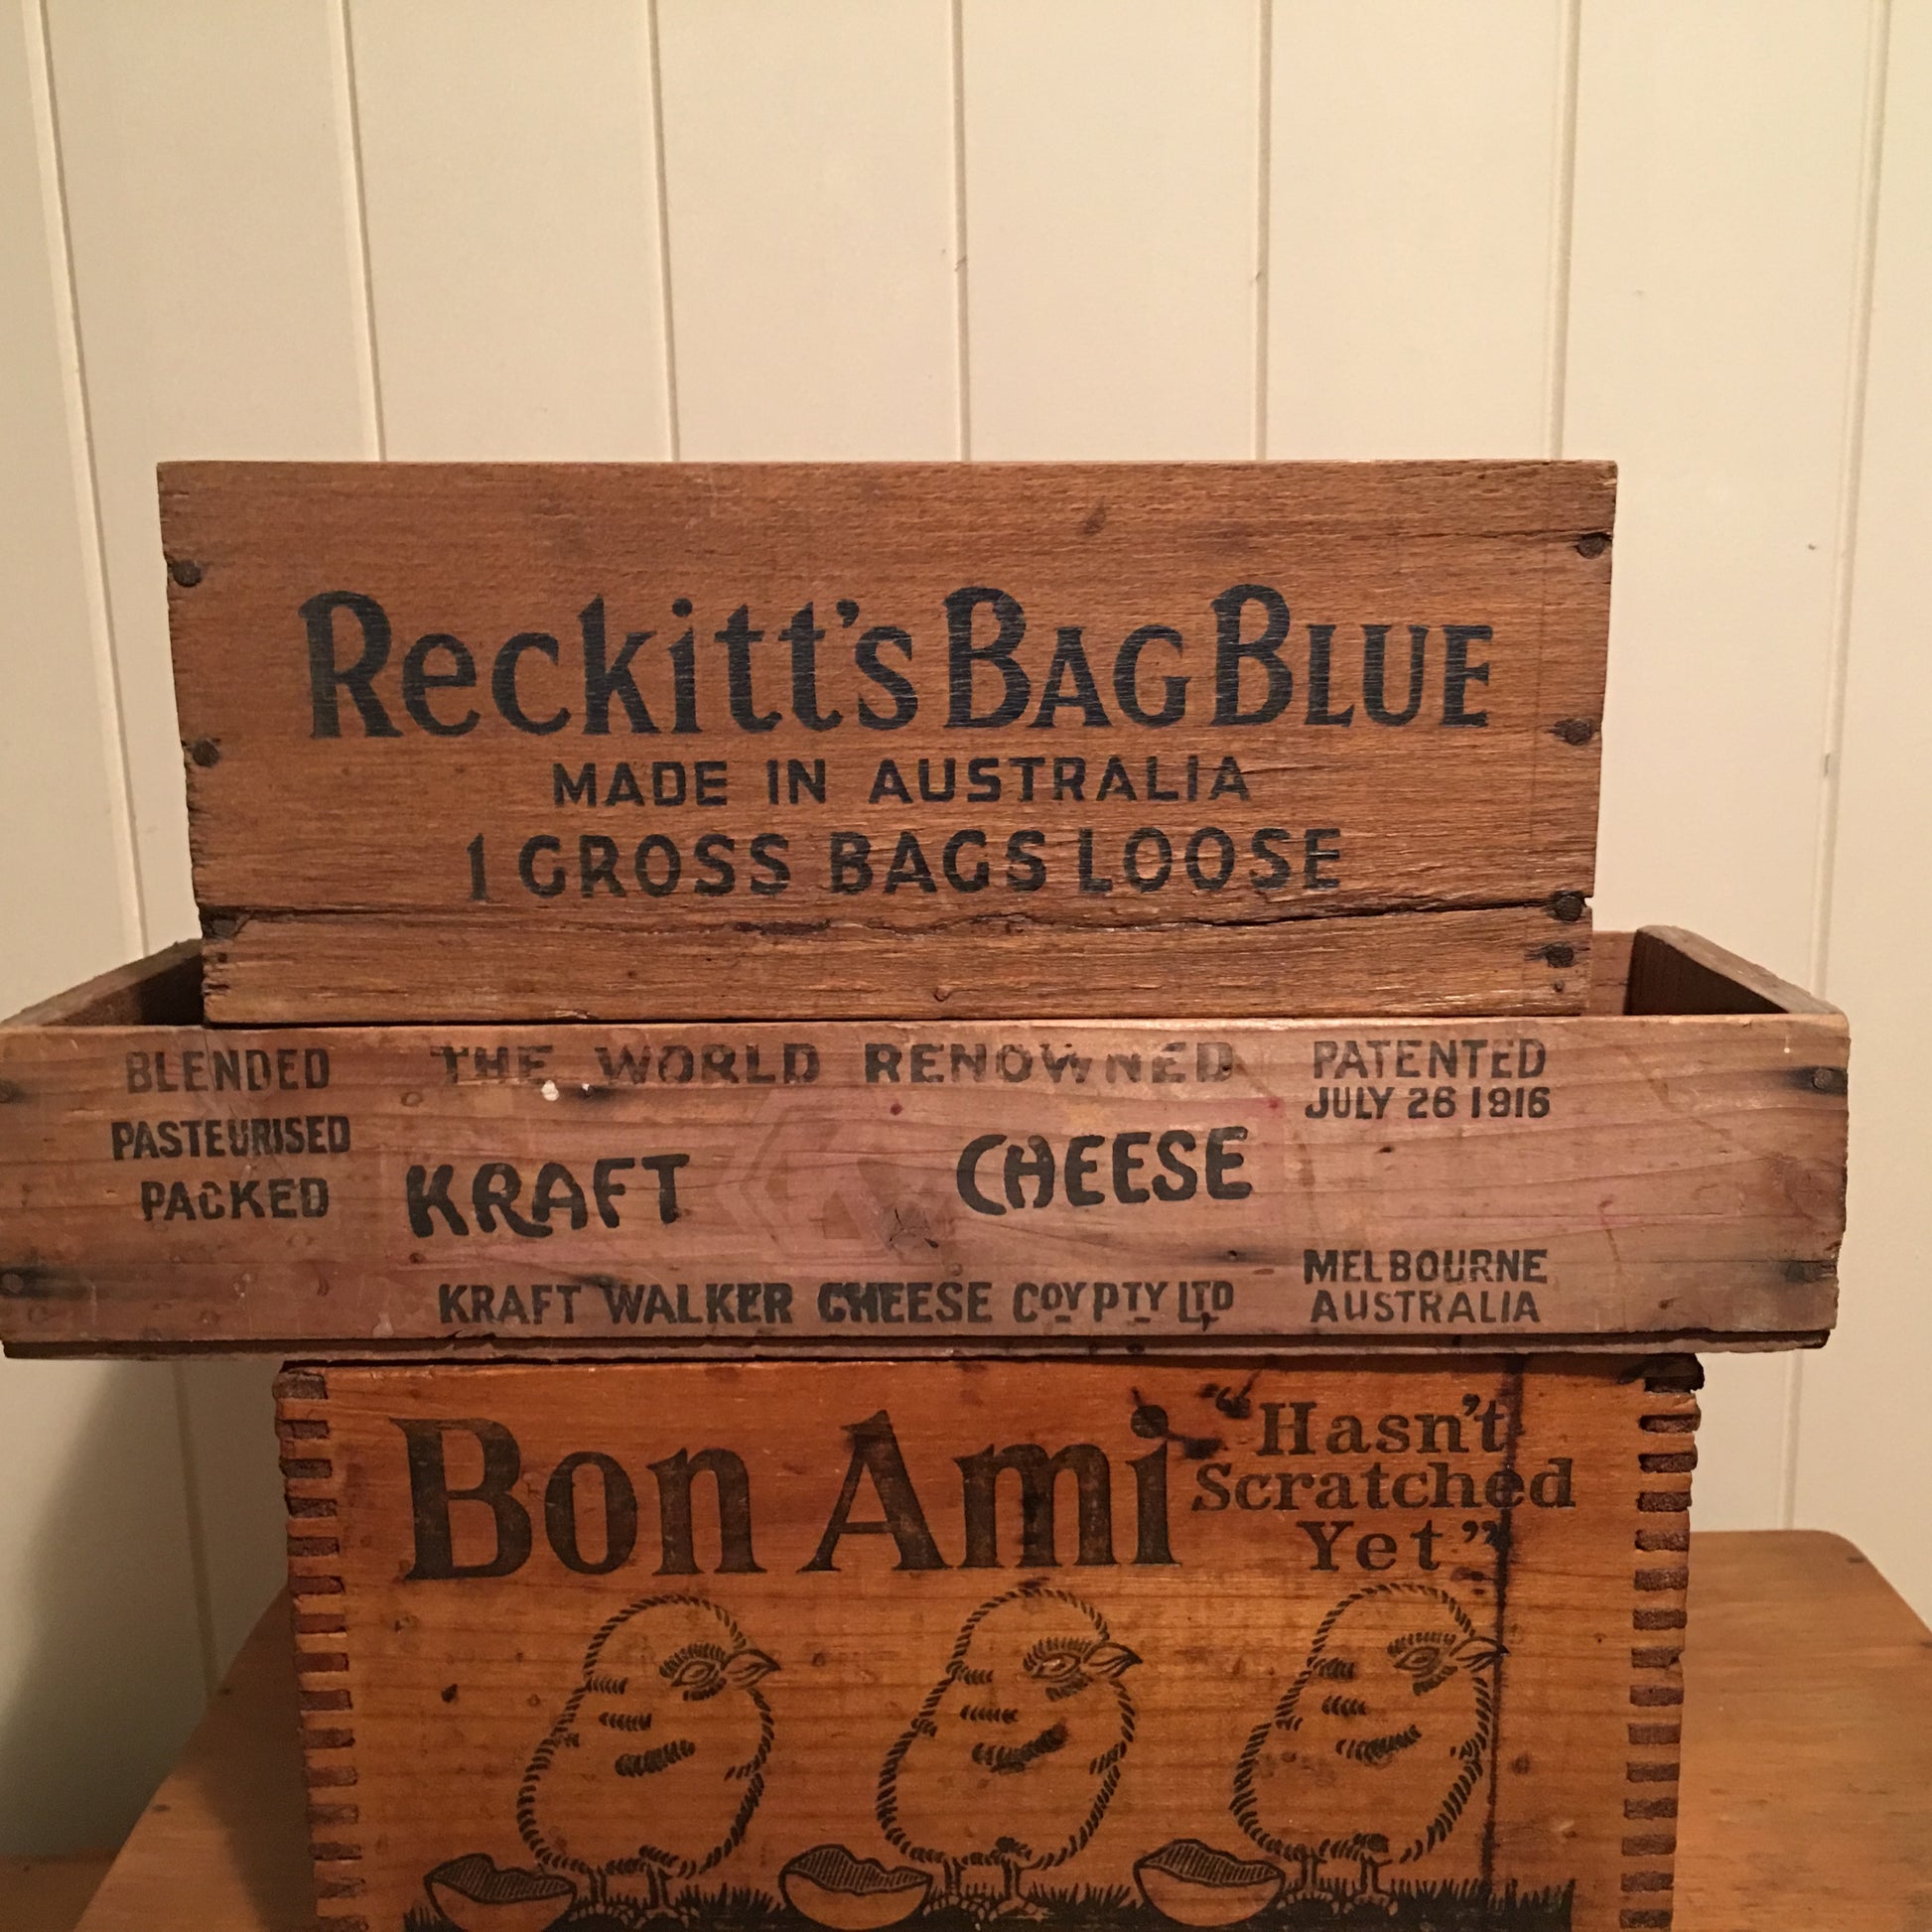 Reckitt's BAG BLUE
MADE IN AUSTRALIA
1 GROSS BAGS LOOSE
BLENDED
PASTEURISED
PACKED
THE WORLD RENOWNED
KRAFT CHEESE
KRAFT WALKER CHEESE COY PTY LTD
PATENTED
JULY 26 1916
MELBOURNE
AUSTRALIA
Bon Ami
"Hasn't
Scratched
Yet"